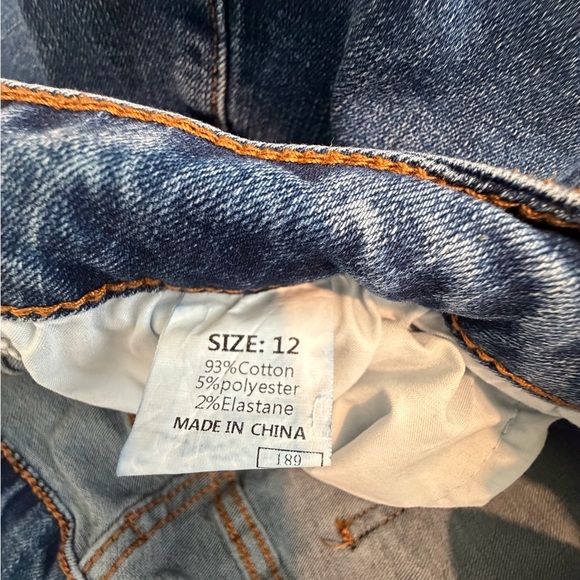 SIZE: 12
93%Cotton
5%polyester
2%Elastane
MADE IN CHINA
189